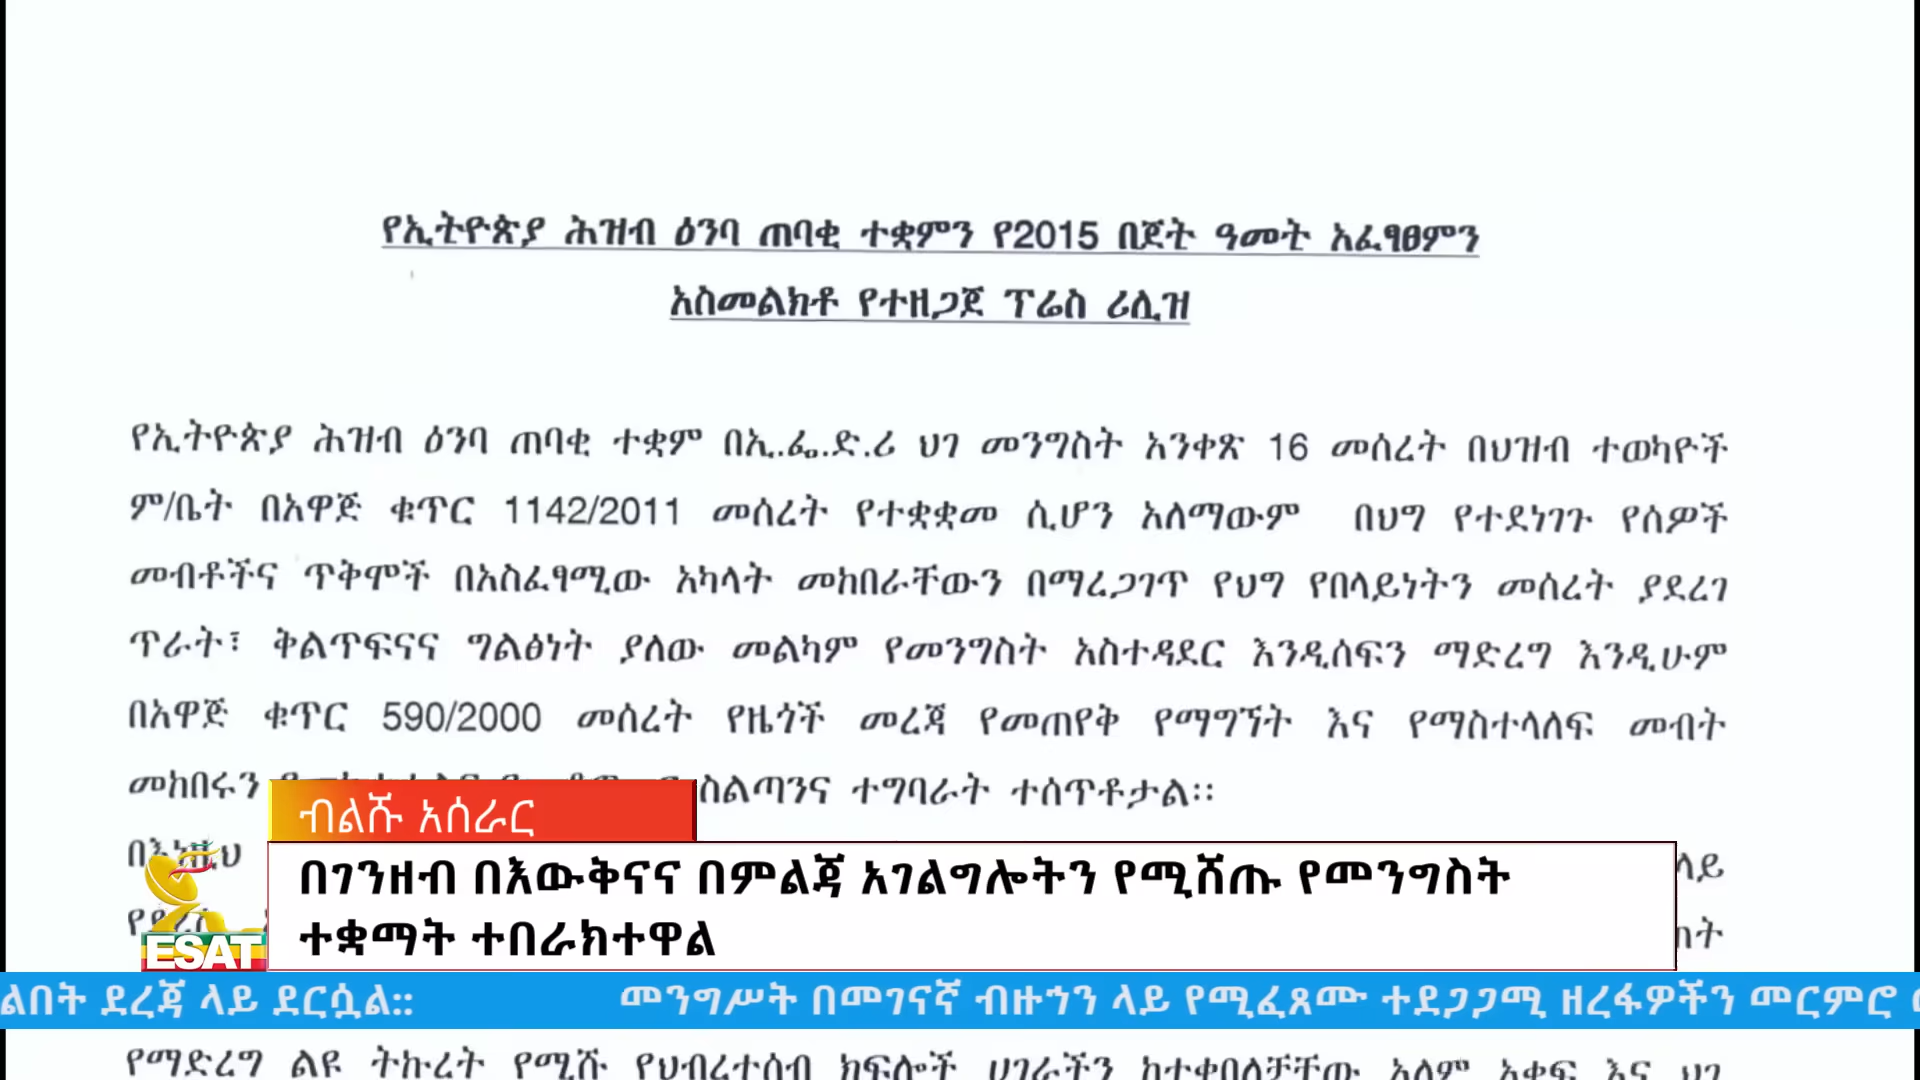 የኢትዮጵያ ሕዝብ ዕንባ ጠባቂ ተቋምን የ2015 በጀት ዓመት አፈፃፀምን
አስመልክቶ የተዘጋጀ ፕሬስ ሪሊዝ
የኢትዮጵያ ሕዝብ ዕንባ ጠባቂ ተቋም በኢ.ፌ.ድ.ሪ ህገ መንግስት አንቀጽ 16 መሰረት በህዝብ ተወካዮች
ም/ቤት በአዋጅ ቁጥር 1142/2011 መሰረት የተቋቋመ ሲሆን አለማውም በህግ የተደነገጉ የሰዎች
መብቶችና ጥቅሞች በአስፈፃሚው አካላት መከበራቸውን በማረጋገጥ የህግ የበላይነትን መሰረት ያደረገ
ጥራት፣ ቅልጥፍናና ግልፅነት ያለው መልካም የመንግስት አስተዳደር እንዲሰፍን ማድረግ እንዲሁም
በአዋጅ ቁጥር 590/2000 መሰረት የዜጎች መረጃ የመጠየቅ የማግኘት እና የማስተላለፍ መብት
መከበሩን ስልጣንና ተግባራት ተሰጥቶታል፡፡
በእነዚህ ላይ
ብልሹ አሰራር
በገንዘብ በእውቅናና በምልጃ አገልግሎትን የሚሸጡ የመንግስት
ተቋማት ተበራክተዋል
ESAT
ልበት ደረጃ ላይ ደርሷል፡፡ መንግሥት በመገናኛ ብዙኀን ላይ የሚፈጸሙ ተደጋጋሚ ዘረፋዎችን መርምሮ
የማድረግ ልዩ ትኩረት የሚሹ የህብረተሰብ ክፍሎች ሀገራችን ከተቀበለቻቸው አለም አቀፍ እና ህገ